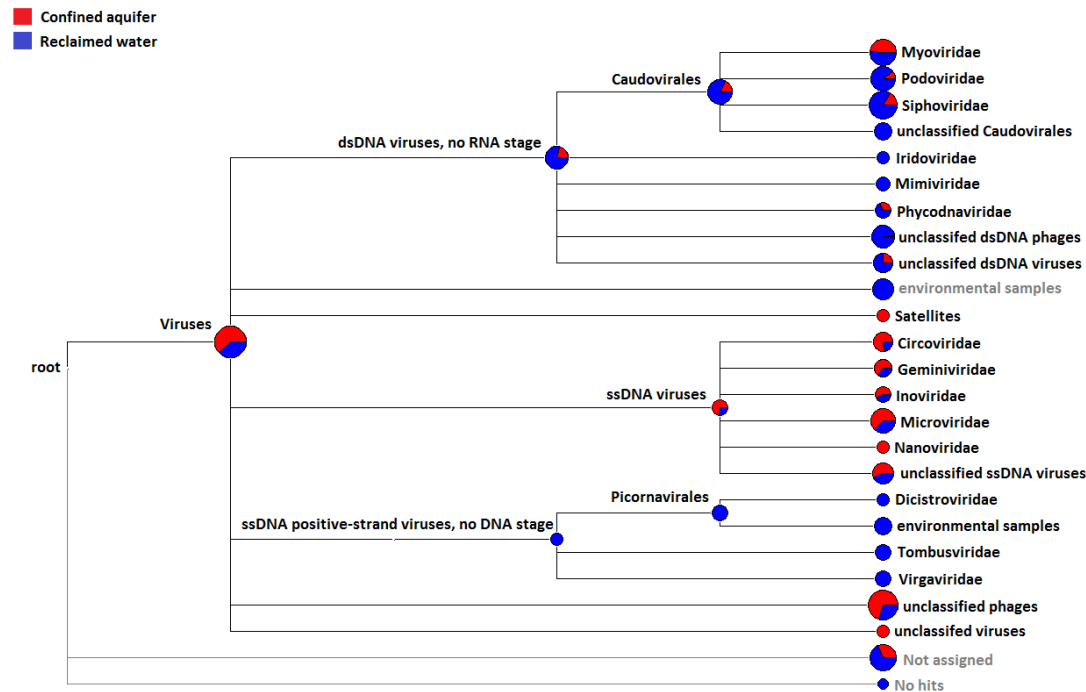 Confined aquifer
Reclaimed water
Myoviridae
Caudovirales
Podoviridae
Siphoviridae
unclassified Caudovirales
dsDNA viruses, no RNA stage
Iridoviridae
Mimiviridae
Phycodnaviridae
unclassifed dsDNA phages
unclassifed dsDNA viruses
environmental samples
Satellites
Viruses
Circoviridae
root
Geminiviridae
ssDNA viruses
Inoviridae
Microviridae
Nanoviridae
unclassified ssDNA viruses
Picornavirales
Dicistroviridae
ssDNA positive-strand viruses, no DNA stage
environmental samples
Tombusviridae
Virgaviridae
unclassified phages
unclassifed viruses
Not assigned
No hits